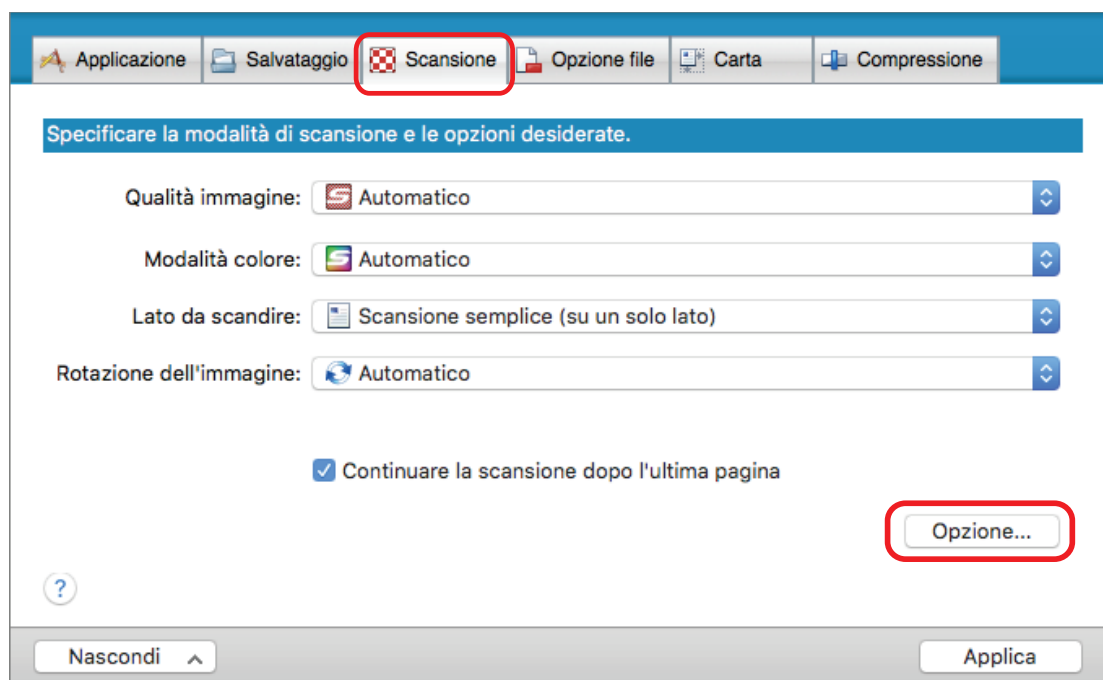 Applicazione Salvataggio Scansione Opzione file Carta Compressione
Specificare la modalità di scansione e le opzioni desiderate.
Qualità immagine: Automatico
Modalità colore: Automatico
Lato da scandire: Scansione semplice (su un solo lato)
Rotazione dell'immagine: Automatico
Continuare la scansione dopo l'ultima pagina
Opzione...
?
Nascondi Applica